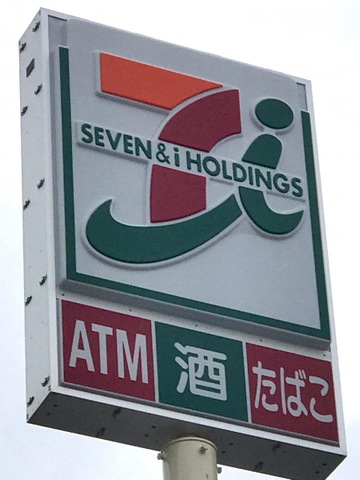 SEVEN & i HOLDINGS
ATM 酒 たばこ